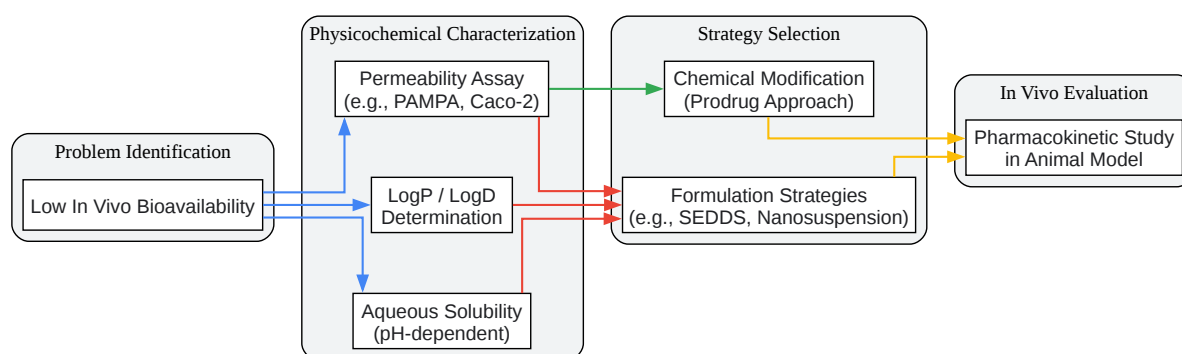 Problem Identification
Low In Vivo Bioavailability
Physicochemical Characterization
Permeability Assay
(e.g., PAMPA, Caco-2)
LogP / LogD
Determination
Aqueous Solubility
(pH-dependent)
Strategy Selection
Chemical Modification
(Prodrug Approach)
Formulation Strategies
(e.g., SEDDS, Nanosuspension)
In Vivo Evaluation
Pharmacokinetic Study
in Animal Model